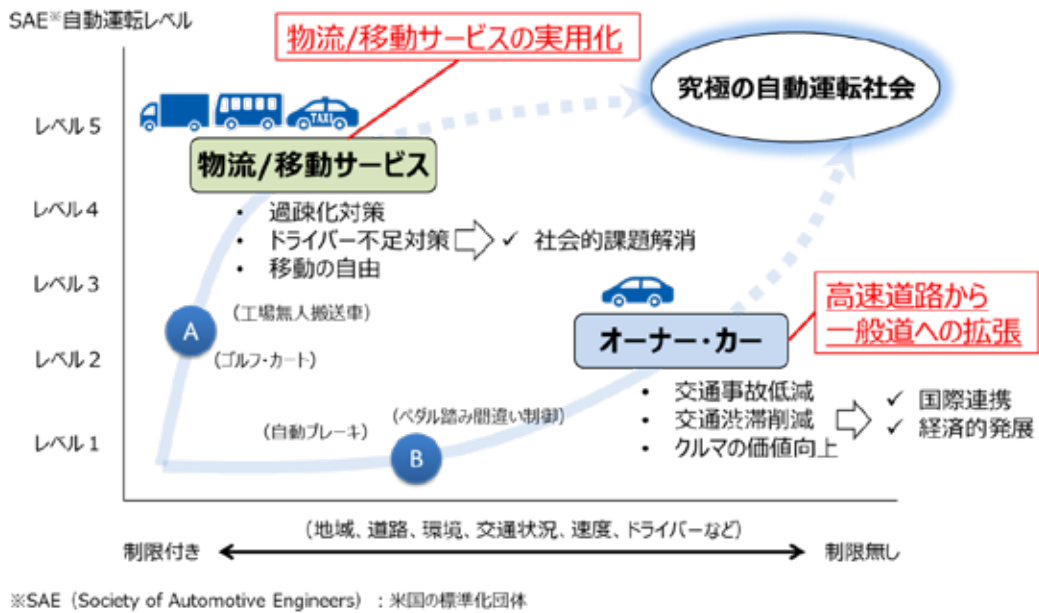 SAE※自動運転レベル
物流/移動サービスの実用化
究極の自動運転社会
TAXI
レベル5
物流/移動サービス
レベル4
• 過疎化対策
• ドライバー不足対策
✓ 社会的課題解消
• 移動の自由
レベル3
高速道路から
一般道への拡張
A
(工場無人搬送車)
オーナー・カー
レベル2
(ゴルフ・カート)
• 交通事故低減
• 交通渋滞削減
• クルマの価値向上
✓ 国際連携
✓ 経済的発展
(ペダル踏み間違い制御)
(自動ブレーキ)
レベル1
B
(地域、道路、環境、交通状況、速度、ドライバーなど)
制限付き
制限無し
※SAE (Society of Automotive Engineers) :米国の標準化団体